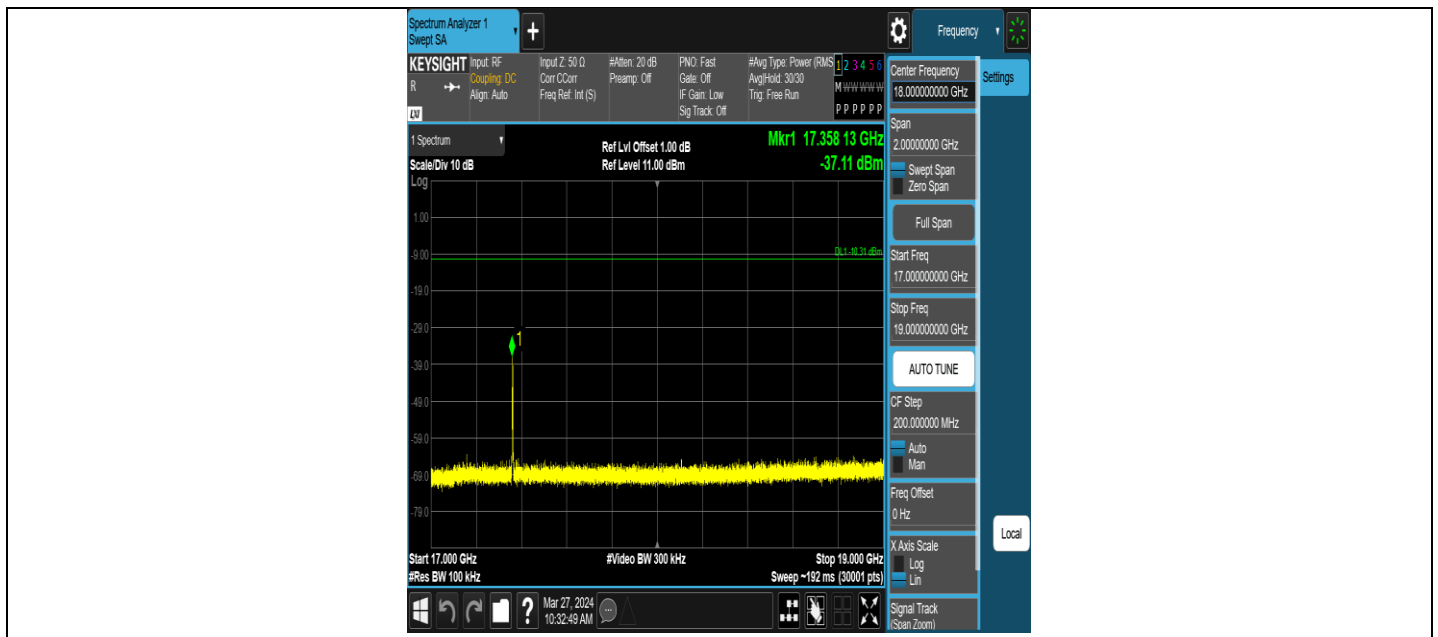 Spectrum Analyzer 1
Swept SA
+
Frequency
KEYSIGHT
R
LXI
Input: RF
Coupling: DC
Align: Auto
Input Z: 50 Ω
Corr CCorr
Freq Ref: Int (S)
#Atten: 20 dB
Preamp: Off
PNO: Fast
Gate: Off
IF Gain: Low
Sig Track: Off
#Avg Type: Power (RMS
Avg|Hold: 30/30
Trig: Free Run
1 2 3 4 5 6
M W W W W W
P P P P P P
1 Spectrum
Scale/Div 10 dB
Log
Ref Lvl Offset 1.00 dB
Ref Level 11.00 dBm
Mkr1 17.358 13 GHz
-37.11 dBm
1.00
-9.00
DL1 -10.31 dBm
-19.0
-29.0
1
-39.0
-49.0
-59.0
-69.0
-79.0
Start 17.000 GHz
#Res BW 100 kHz
#Video BW 300 kHz
Stop 19.000 GHz
Sweep ~192 ms (30001 pts)
Mar 27, 2024
10:32:49 AM
Center Frequency
18.000000000 GHz
Settings
Span
2.00000000 GHz
Swept Span
Zero Span
Full Span
Start Freq
17.000000000 GHz
Stop Freq
19.000000000 GHz
AUTO TUNE
CF Step
200.000000 MHz
Auto
Man
Freq Offset
0 Hz
X Axis Scale
Log
Lin
Signal Track
(Span Zoom)
Local